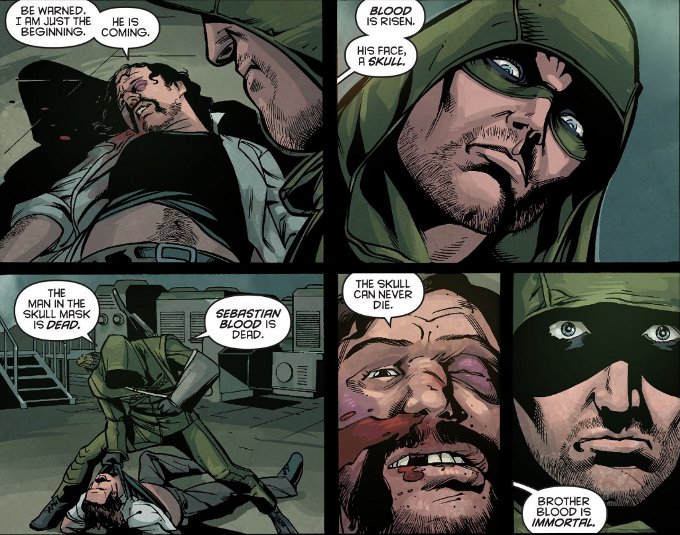 BE WARNED.
I AM JUST THE
BEGINNING.
HE IS
COMING.
BLOOD
IS RISEN.
HIS FACE,
A SKULL.
THE
MAN IN THE
SKULL MASK
IS DEAD.
SEBASTIAN
BLOOD IS
DEAD.
THE SKULL
CAN NEVER
DIE.
BROTHER
BLOOD IS
IMMORTAL.